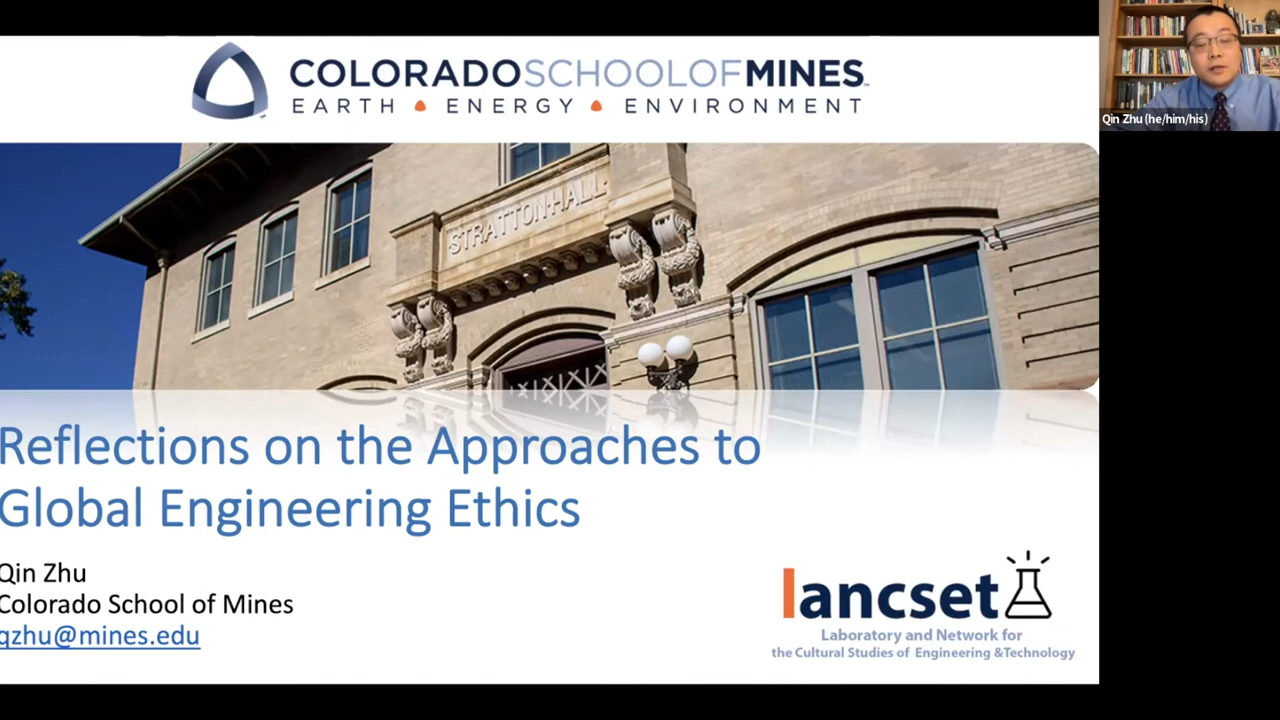 COLORADOSCHOOLOFMINES
EARTH • ENERGY • ENVIRONMENT
Qin Zhu (he/him/his)
STRATTON·HALL
Reflections on the Approaches to
Global Engineering Ethics
Qin Zhu
Colorado School of Mines
qzhu@mines.edu
lancset
Laboratory and Network for
the Cultural Studies of Engineering &Technology